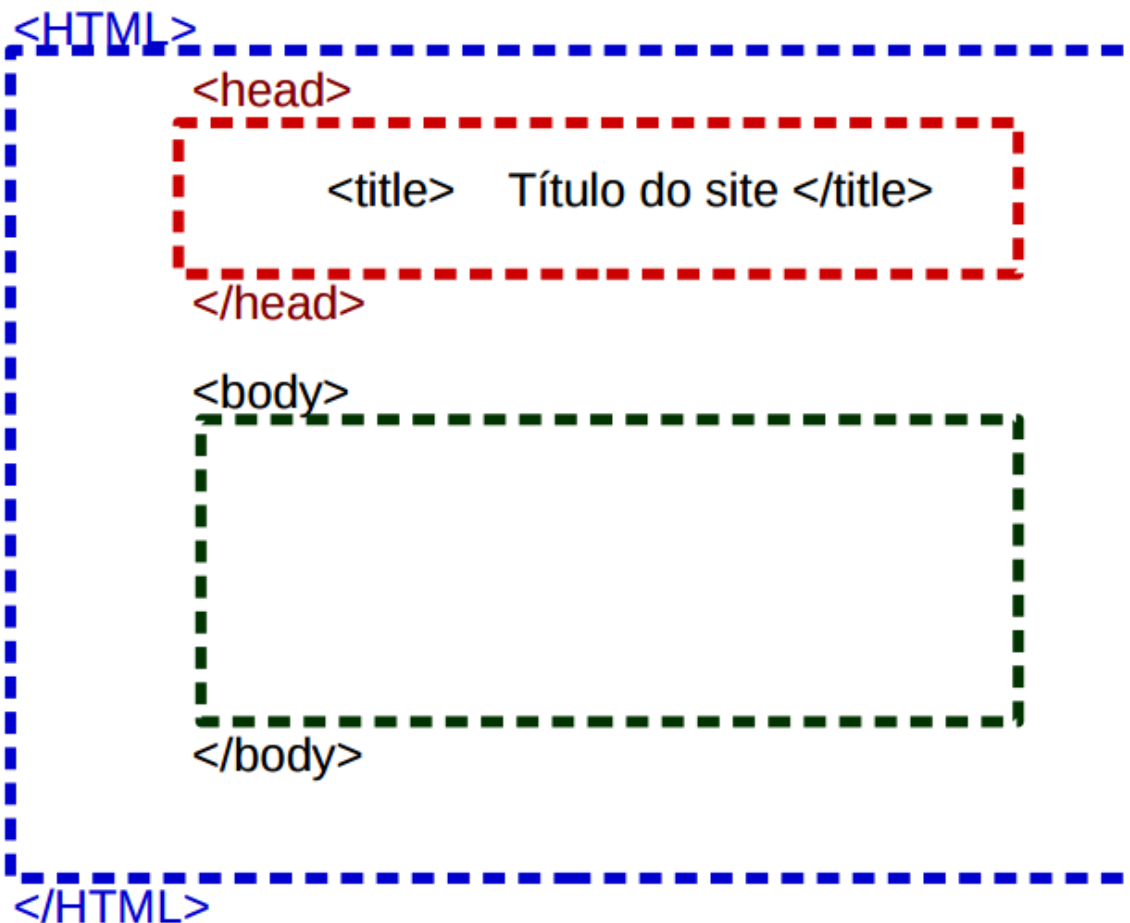 <HTML>
<head>
<title> Título do site </title>
</head>
<body>
</body>
</HTML>